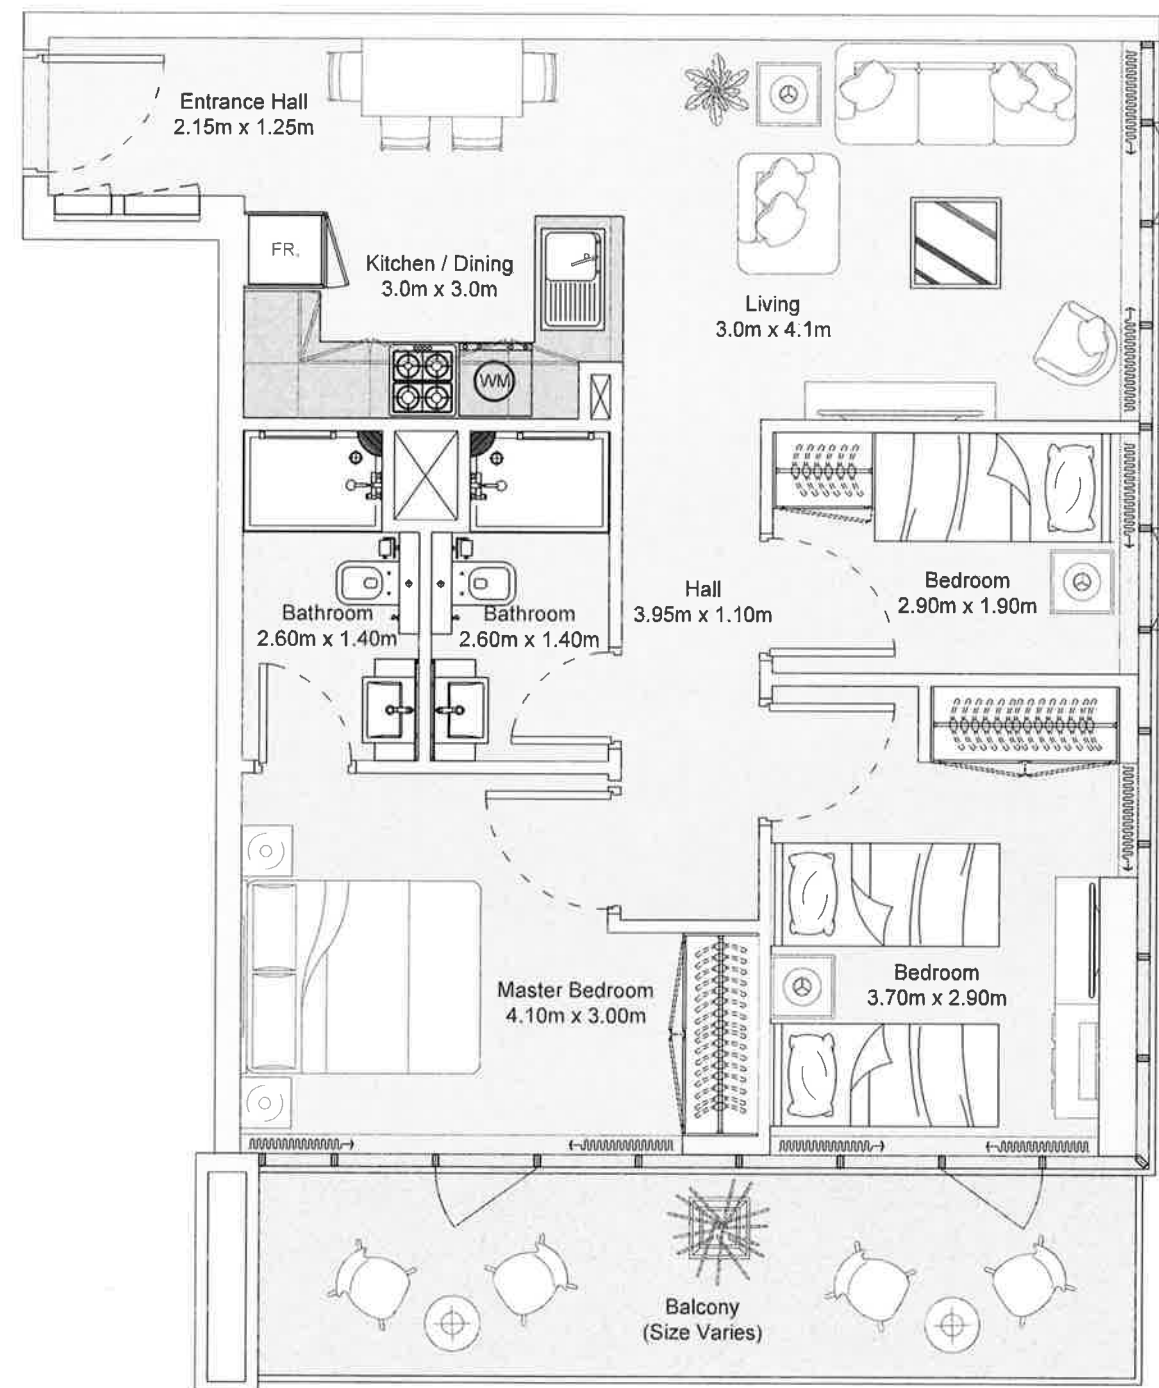 Entrance Hall
2.15m x 1.25m
FR.
Kitchen / Dining
3.0m x 3.0m
Living
3.0m x 4.1m
WM
Bedroom
2.90m x 1.90m
Hall
3.95m x 1.10m
Bathroom
2.60m x 1.40m
Bathroom
2.60m x 1.40m
Bedroom
3.70m x 2.90m
Master Bedroom
4.10m x 3.00m
Balcony
(Size Varies)